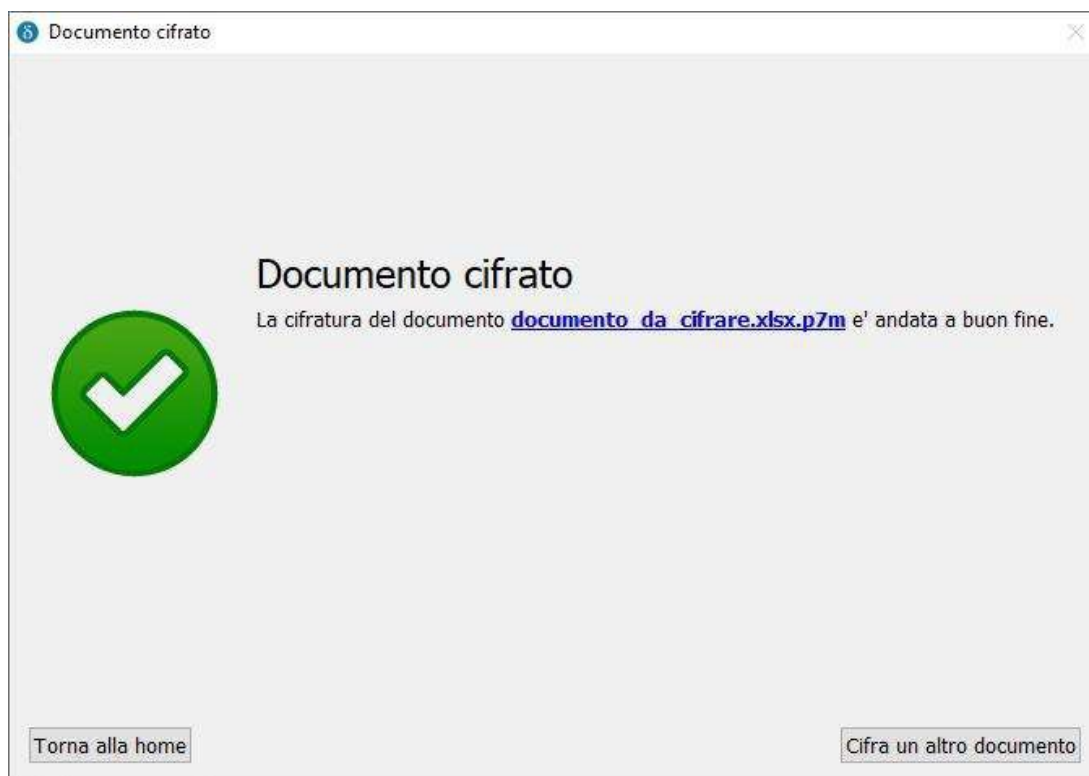 Documento cifrato
Documento cifrato
La cifratura del documento documento_da_cifrare.xlsx.p7m e' andata a buon fine.
Torna alla home
Cifra un altro documento